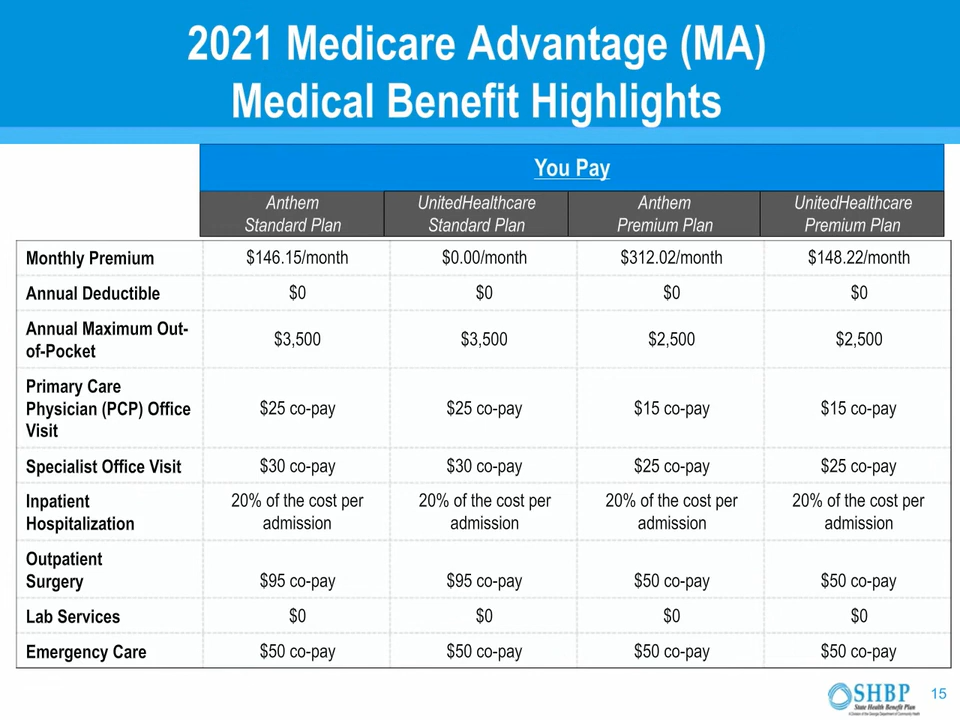 2021 Medicare Advantage (MA)
Medical Benefit Highlights
You Pay
Anthem
Standard Plan
UnitedHealthcare
Standard Plan
Anthem
Premium Plan
UnitedHealthcare
Premium Plan
Monthly Premium $146.15/month $0.00/month $312.02/month $148.22/month
Annual Deductible $0 $0 $0 $0
Annual Maximum Out-
of-Pocket
$3,500 $3,500 $2,500 $2,500
Primary Care
Physician (PCP) Office
Visit
$25 co-pay $25 co-pay $15 co-pay $15 co-pay
Specialist Office Visit $30 co-pay $30 co-pay $25 co-pay $25 co-pay
Inpatient
Hospitalization
20% of the cost per
admission
20% of the cost per
admission
20% of the cost per
admission
20% of the cost per
admission
Outpatient
Surgery
$95 co-pay $95 co-pay $50 co-pay $50 co-pay
Lab Services $0 $0 $0 $0
Emergency Care $50 co-pay $50 co-pay $50 co-pay $50 co-pay
SHBP
State Health Benefit Plan
A Division of the Georgia Department of Community Health
15